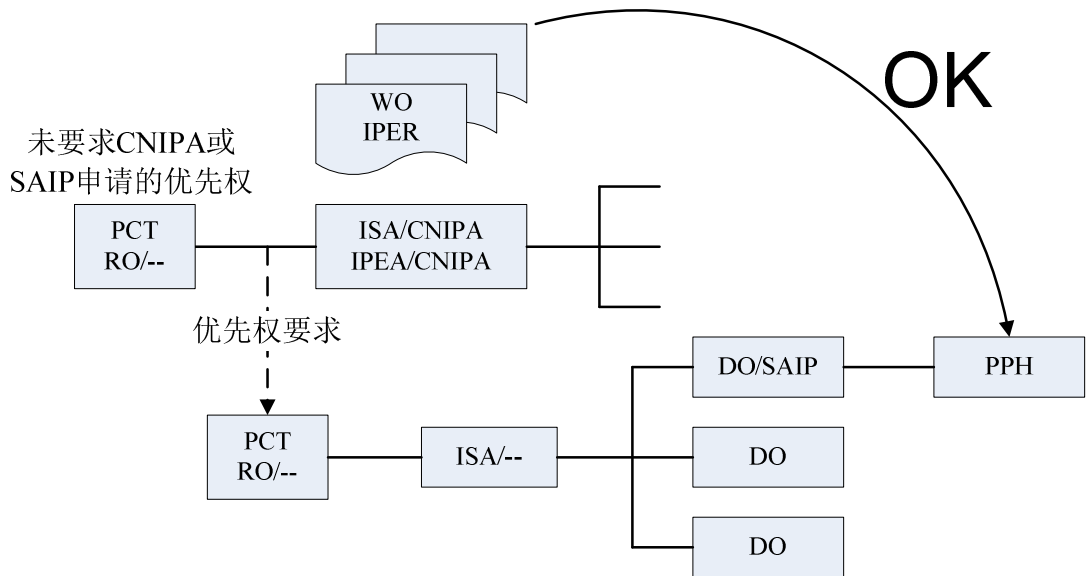 OK
WO
IPER
未要求CNIPA或
SAIP申请的优先权
PCT
RO/--
ISA/CNIPA
IPEA/CNIPA
优先权要求
DO/SAIP
PPH
PCT
RO/--
ISA/--
DO
DO